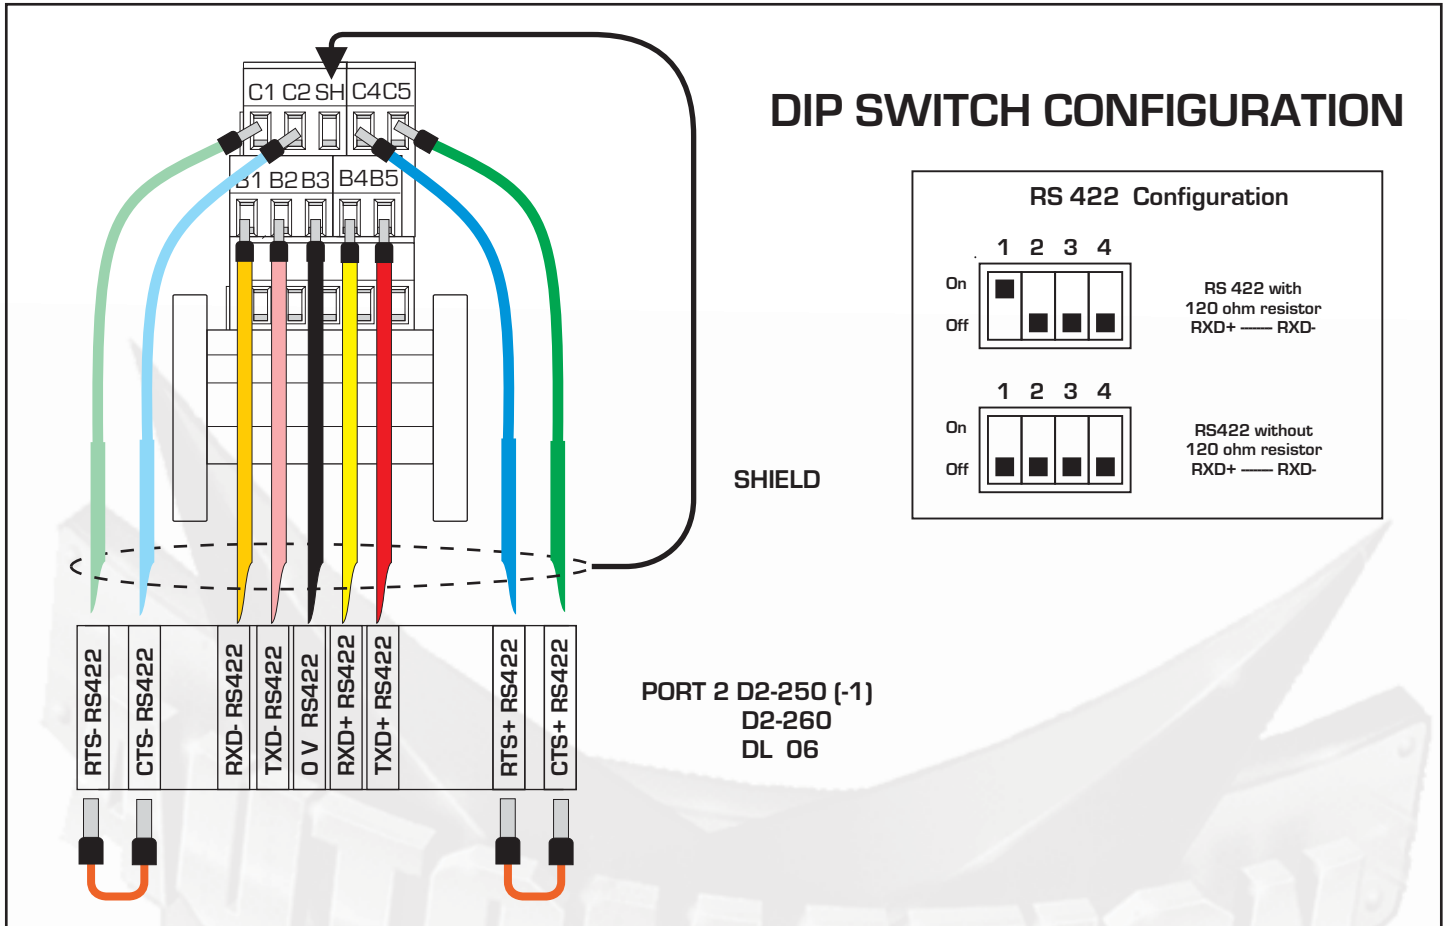 C1 C2 SH C4 C5
B1 B2 B3 B4 B5
DIP SWITCH CONFIGURATION
RS 422 Configuration
1 2 3 4
On
Off
RS 422 with
120 ohm resistor
RXD+ ------- RXD-
1 2 3 4
On
Off
RS422 without
120 ohm resistor
RXD+ ------- RXD-
SHIELD
RTS- RS422
CTS- RS422
RXD- RS422
TXD- RS422
0 V RS422
RXD+ RS422
TXD+ RS422
RTS+ RS422
CTS+ RS422
PORT 2 D2-250 (-1)
D2-260
DL 06